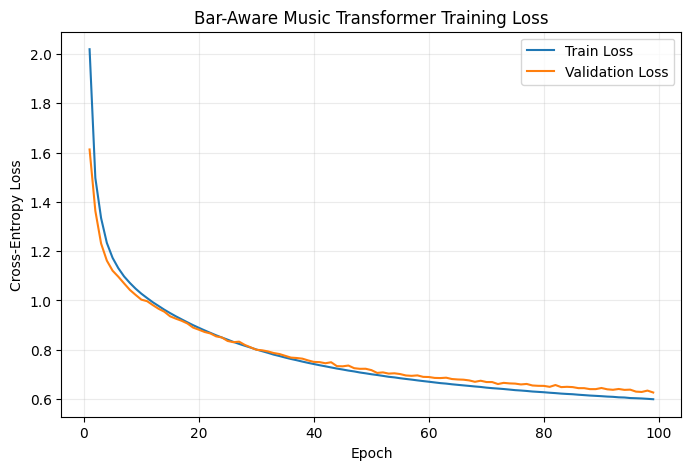 Bar-Aware Music Transformer Training Loss
Train Loss
Validation Loss
Cross-Entropy Loss
2.0
1.8
1.6
1.4
1.2
1.0
0.8
0.6
0 20 40 60 80 100
Epoch